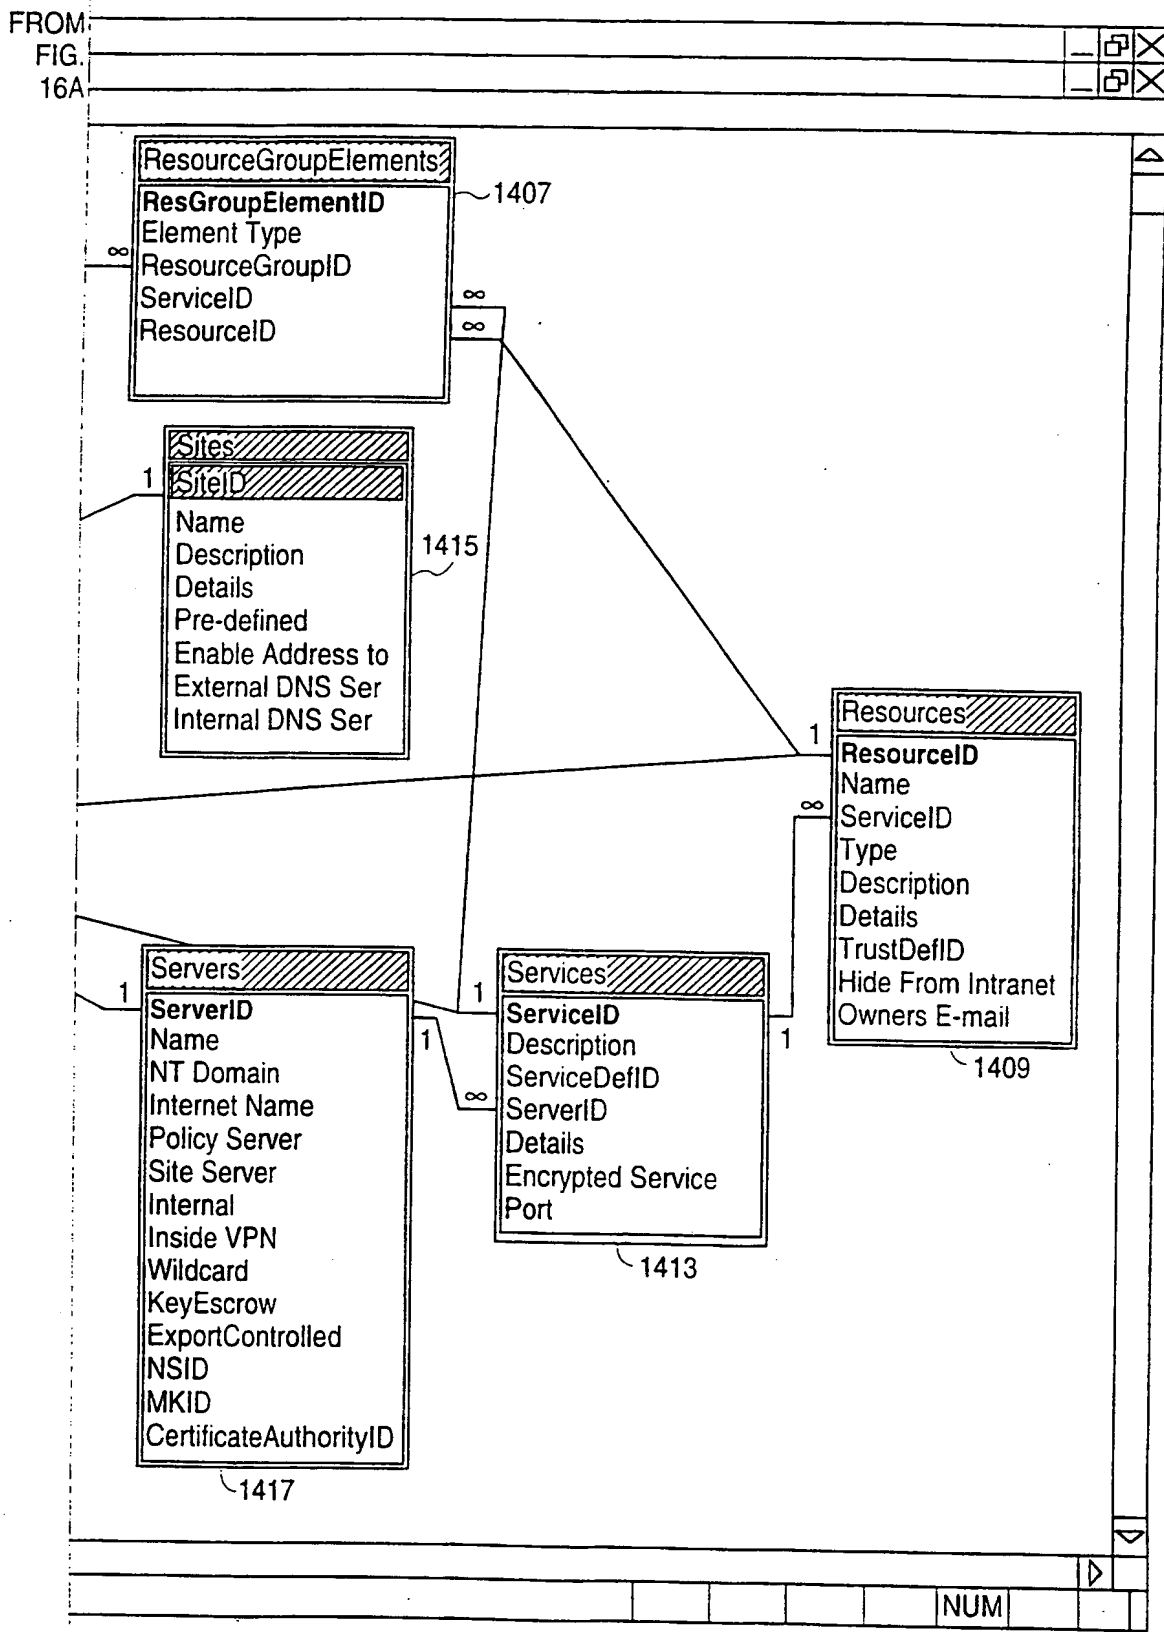 FROM
FIG.
16A
ResourceGroupElements
ResGroupElementID
Element Type
ResourceGroupID
ServiceID
ResourceID
1407
∞
∞
∞
Sites
SiteID
Name
Description
Details
Pre-defined
Enable Address to
External DNS Ser
Internal DNS Ser
1
1415
Resources
ResourceID
Name
ServiceID
Type
Description
Details
TrustDefID
Hide From Intranet
Owners E-mail
1
∞
1409
Servers
ServerID
Name
NT Domain
Internet Name
Policy Server
Site Server
Internal
Inside VPN
Wildcard
KeyEscrow
ExportControlled
NSID
MKID
CertificateAuthorityID
1
1
1417
Services
ServiceID
Description
ServiceDefID
ServerID
Details
Encrypted Service
Port
1
∞
1
1413
NUM